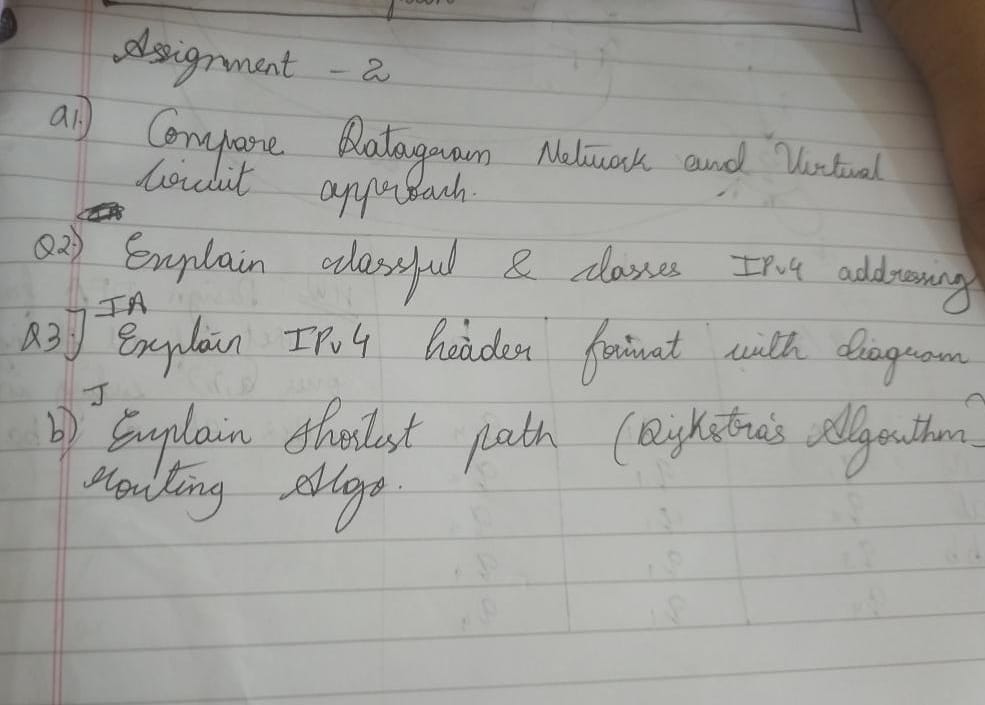 Assignment - 2
Q1.) Compare Datagram Network and Virtual
Circuit approach.
Q2.) Explain classful & classes IPv4 addressing
IA
Q3.] Explain IPv4 header format with diagram
J
b) Explain shortest path (Dijkstra's Algorithm
routing Algo.